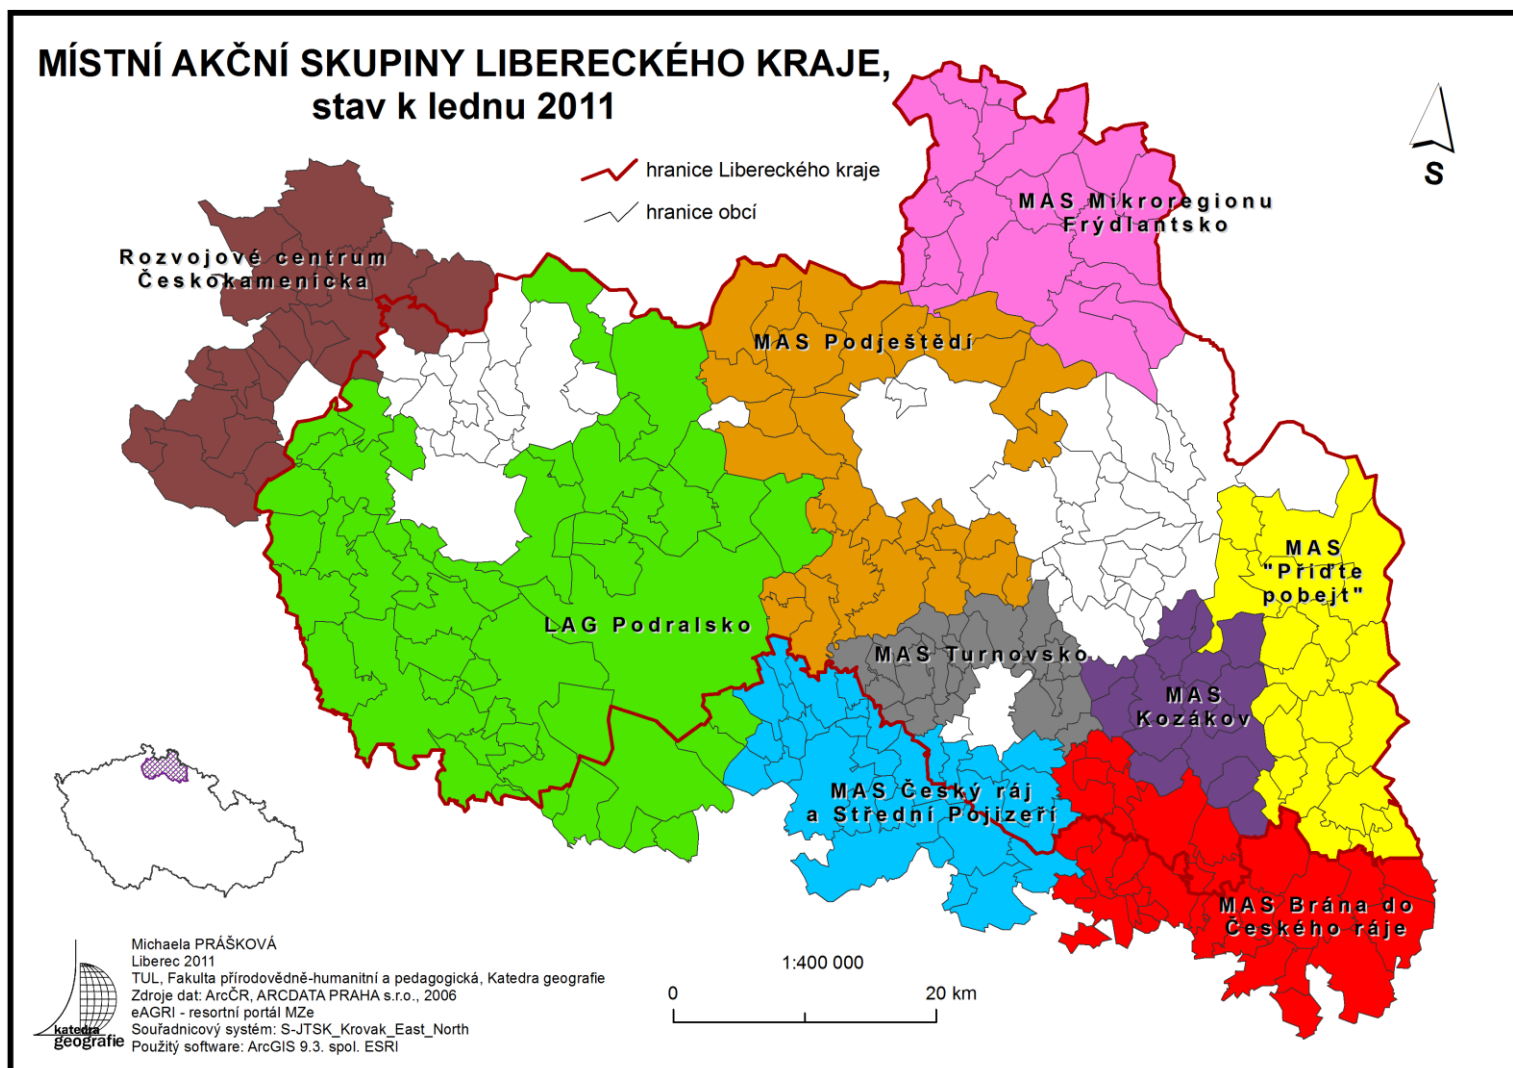 MÍSTNÍ AKČNÍ SKUPINY LIBERECKÉHO KRAJE,
stav k lednu 2011
hranice Libereckého kraje
hranice obcí
S
MAS Mikroregionu
Frýdlantsko
Rozvojové centrum
Českokamenicka
MAS Podještědí
MAS
"Přiďte
pobejt"
LAG Podralsko
MAS Turnovsko
MAS
Kozákov
MAS Český ráj
a Střední Pojizeří
MAS Brána do
Českého ráje
Michaela PRÁŠKOVÁ
Liberec 2011
TUL, Fakulta přírodovědně-humanitní a pedagogická, Katedra geografie
Zdroje dat: ArcČR, ARCDATA PRAHA s.r.o., 2006
eAGRI - resortní portál MZe
Souřadnicový systém: S-JTSK_Krovak_East_North
Použitý software: ArcGIS 9.3. spol. ESRI
katedra
geografie
1:400 000
0 20 km